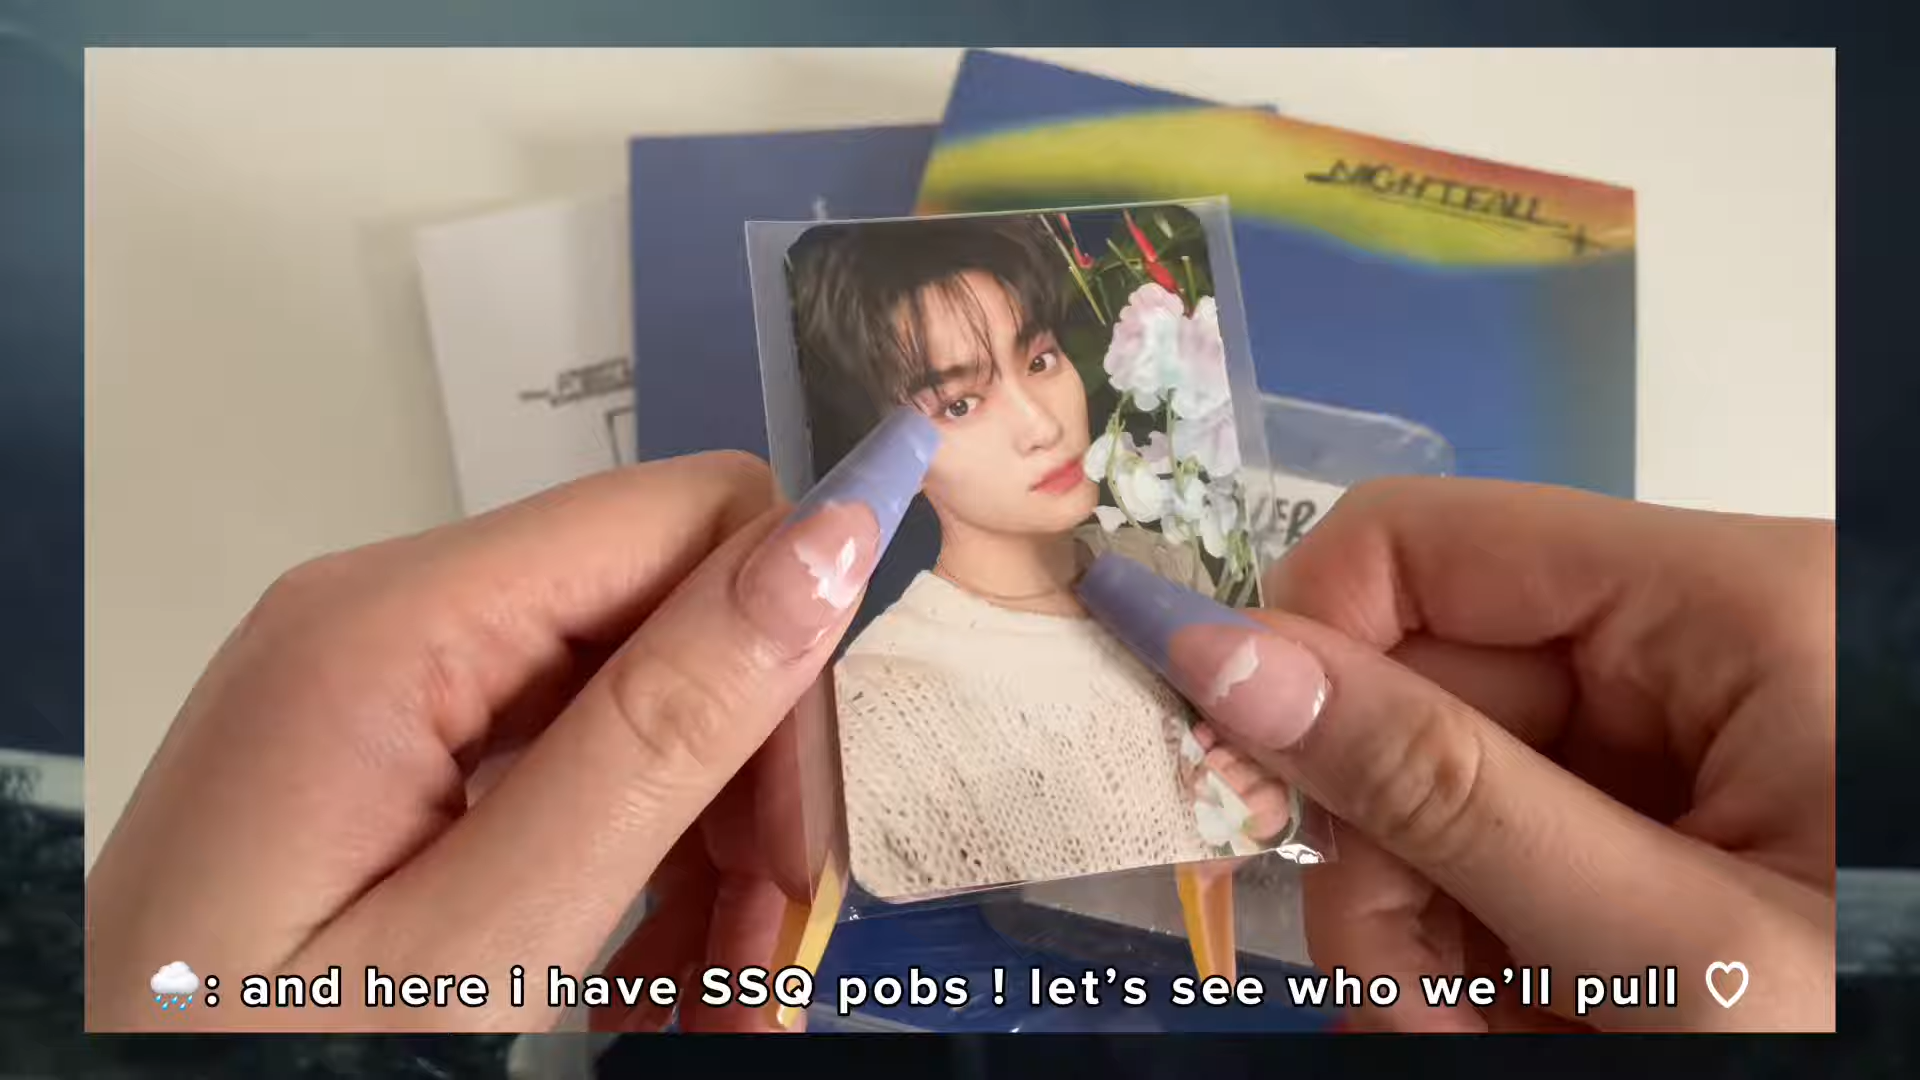 NIGHTFALL
🌧️: and here i have SSQ pobs ! let’s see who we’ll pull ♡